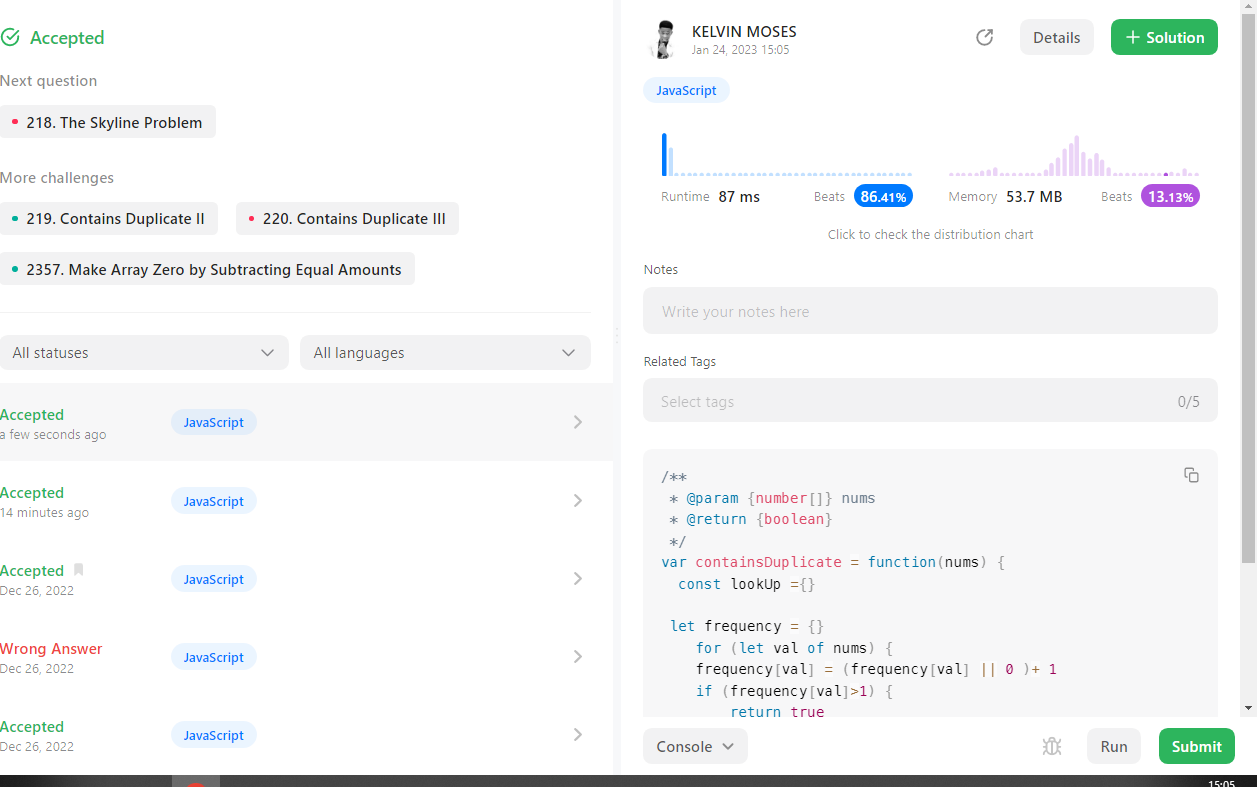 Accepted
Next question
218. The Skyline Problem
More challenges
219. Contains Duplicate II
220. Contains Duplicate III
2357. Make Array Zero by Subtracting Equal Amounts
All statuses
All languages
Accepted
a few seconds ago
JavaScript
Accepted
14 minutes ago
JavaScript
Accepted
Dec 26, 2022
JavaScript
Wrong Answer
Dec 26, 2022
JavaScript
Accepted
Dec 26, 2022
JavaScript
KELVIN MOSES
Jan 24, 2023 15:05
Details
+ Solution
JavaScript
Runtime 87 ms Beats 86.41%
Memory 53.7 MB Beats 13.13%
Click to check the distribution chart
Notes
Write your notes here
Related Tags
Select tags 0/5
/**
 * @param {number[]} nums
 * @return {boolean}
 */
var containsDuplicate = function(nums) {
  const lookUp ={}
 let frequency = {}
    for (let val of nums) {
    frequency[val] = (frequency[val] || 0 )+ 1
    if (frequency[val]>1) {
        return true
Console
Run
Submit
15:05